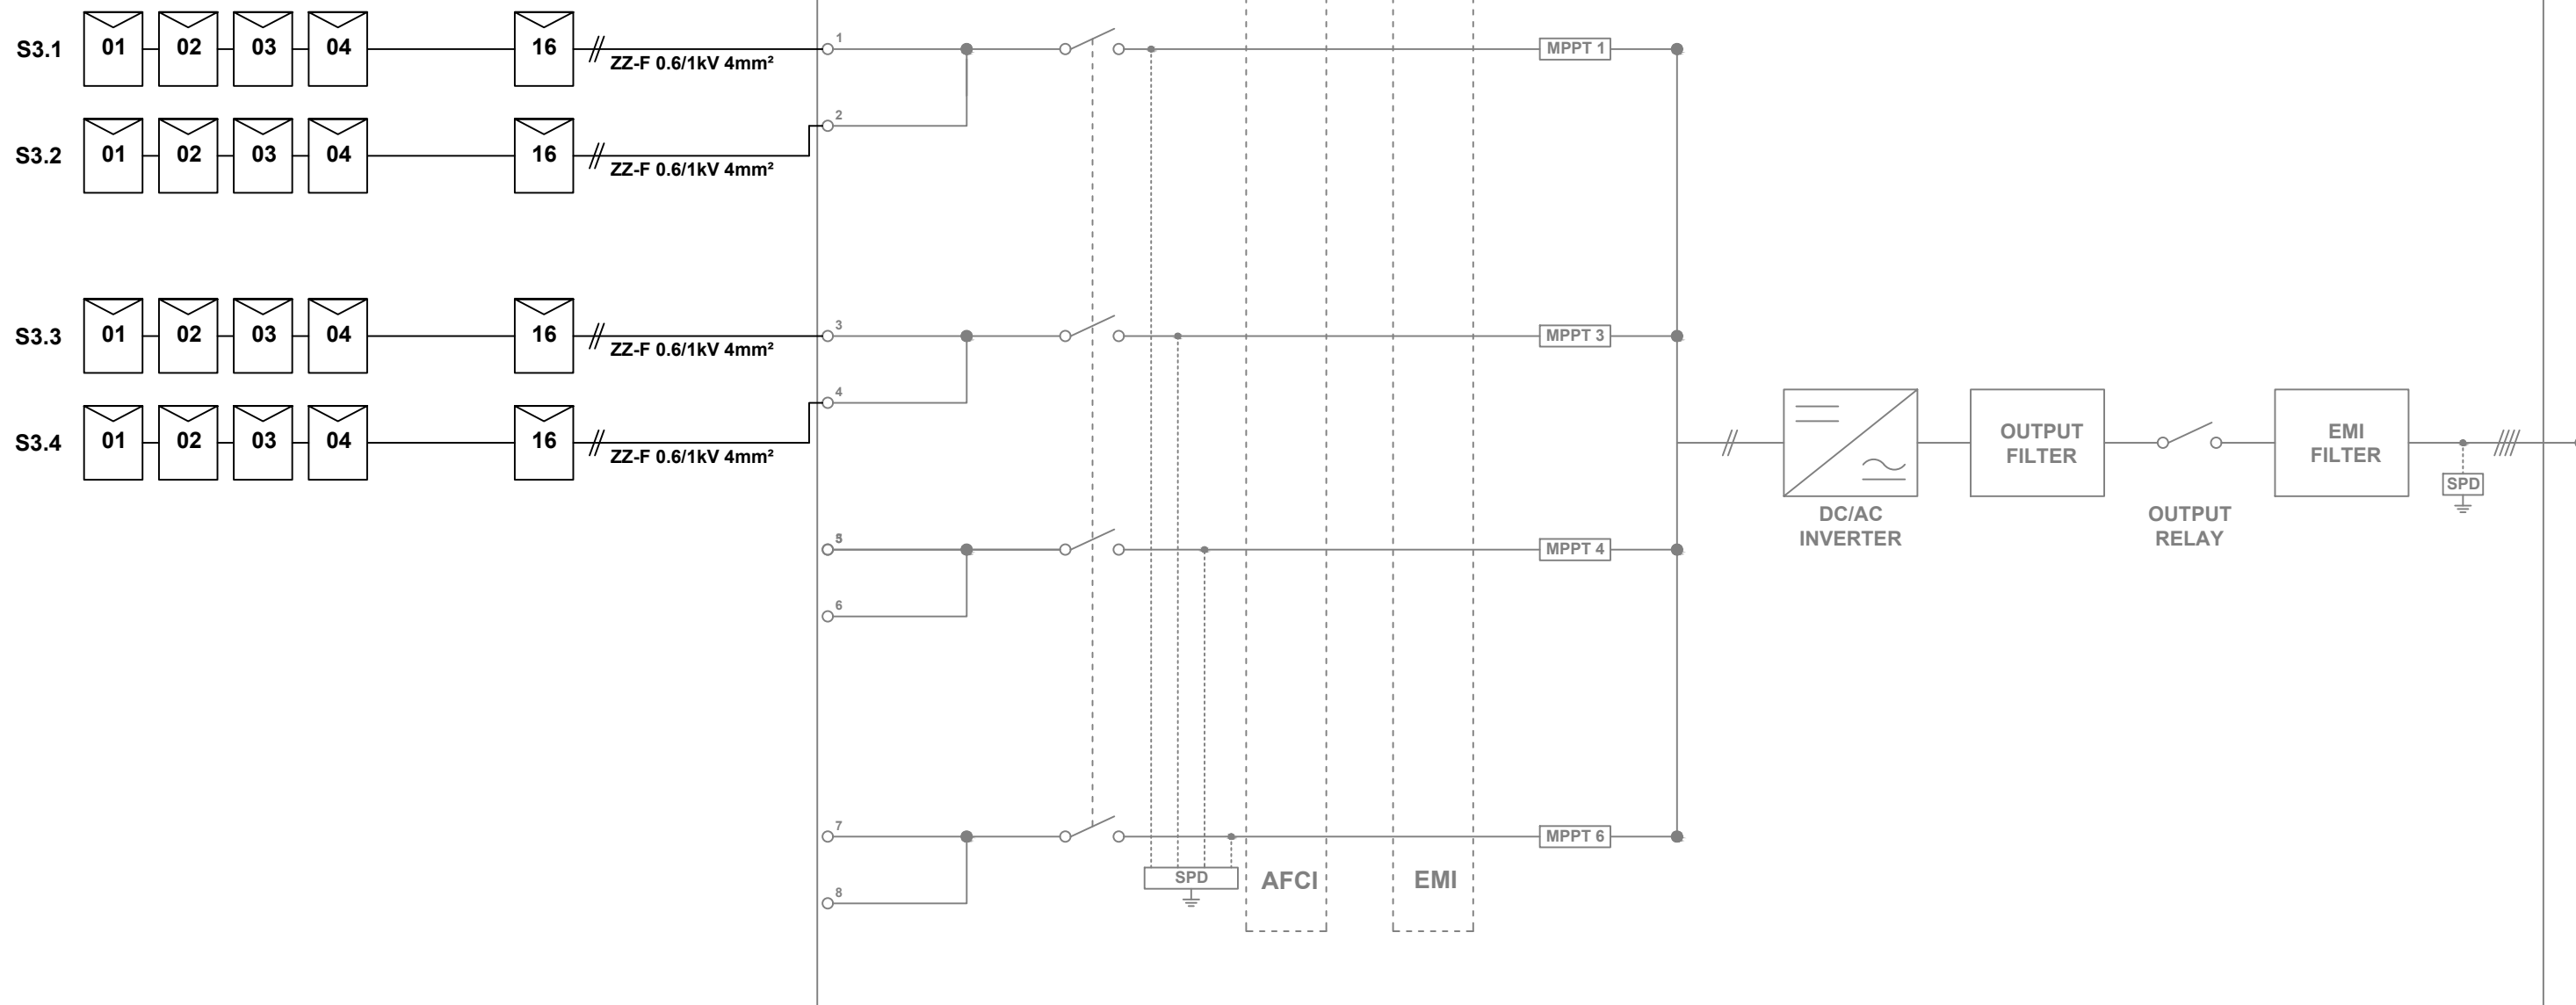 S3.1 01 02 03 04 16 1 MPPT 1
ZZ-F 0.6/1kV 4mm²
2
S3.2 01 02 03 04 16
ZZ-F 0.6/1kV 4mm²
S3.3 01 02 03 04 16 3 MPPT 3
ZZ-F 0.6/1kV 4mm²
4
S3.4 01 02 03 04 16
ZZ-F 0.6/1kV 4mm²
OUTPUT
FILTER
EMI
FILTER
SPD
DC/AC
INVERTER
OUTPUT
RELAY
MPPT 4
6
7 MPPT 6
SPD AFCI EMI
8